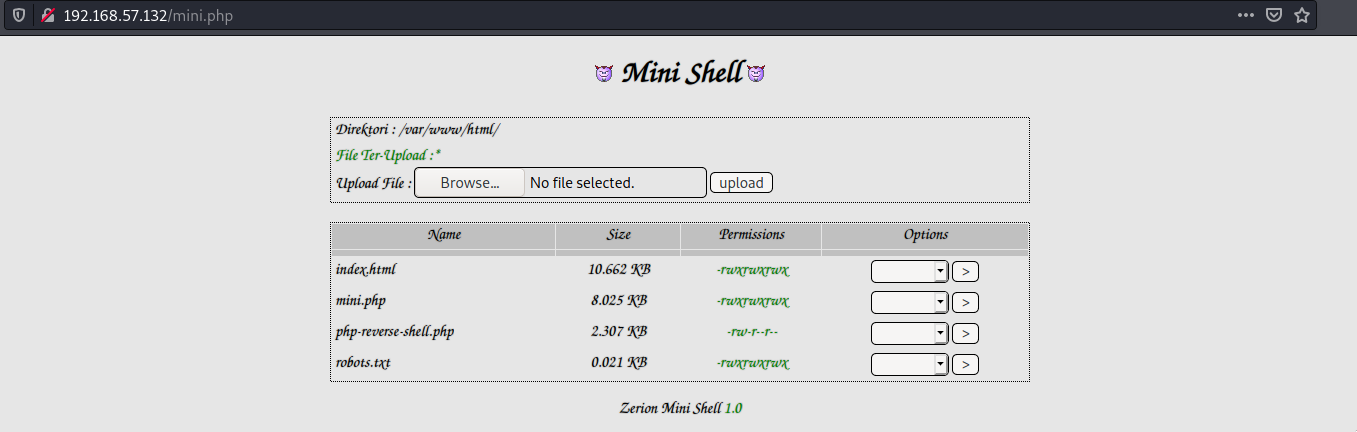 192.168.57.132/mini.php
Mini Shell
Direktori : /var/www/html/
File Ter-Upload :*
Upload File : Browse... No file selected. upload
Name Size Permissions Options
index.html 10.662 KB -rwxrwxrwx >
mini.php 8.025 KB -rwxrwxrwx >
php-reverse-shell.php 2.307 KB -rw-r--r-- >
robots.txt 0.021 KB -rwxrwxrwx >
Zerion Mini Shell 1.0